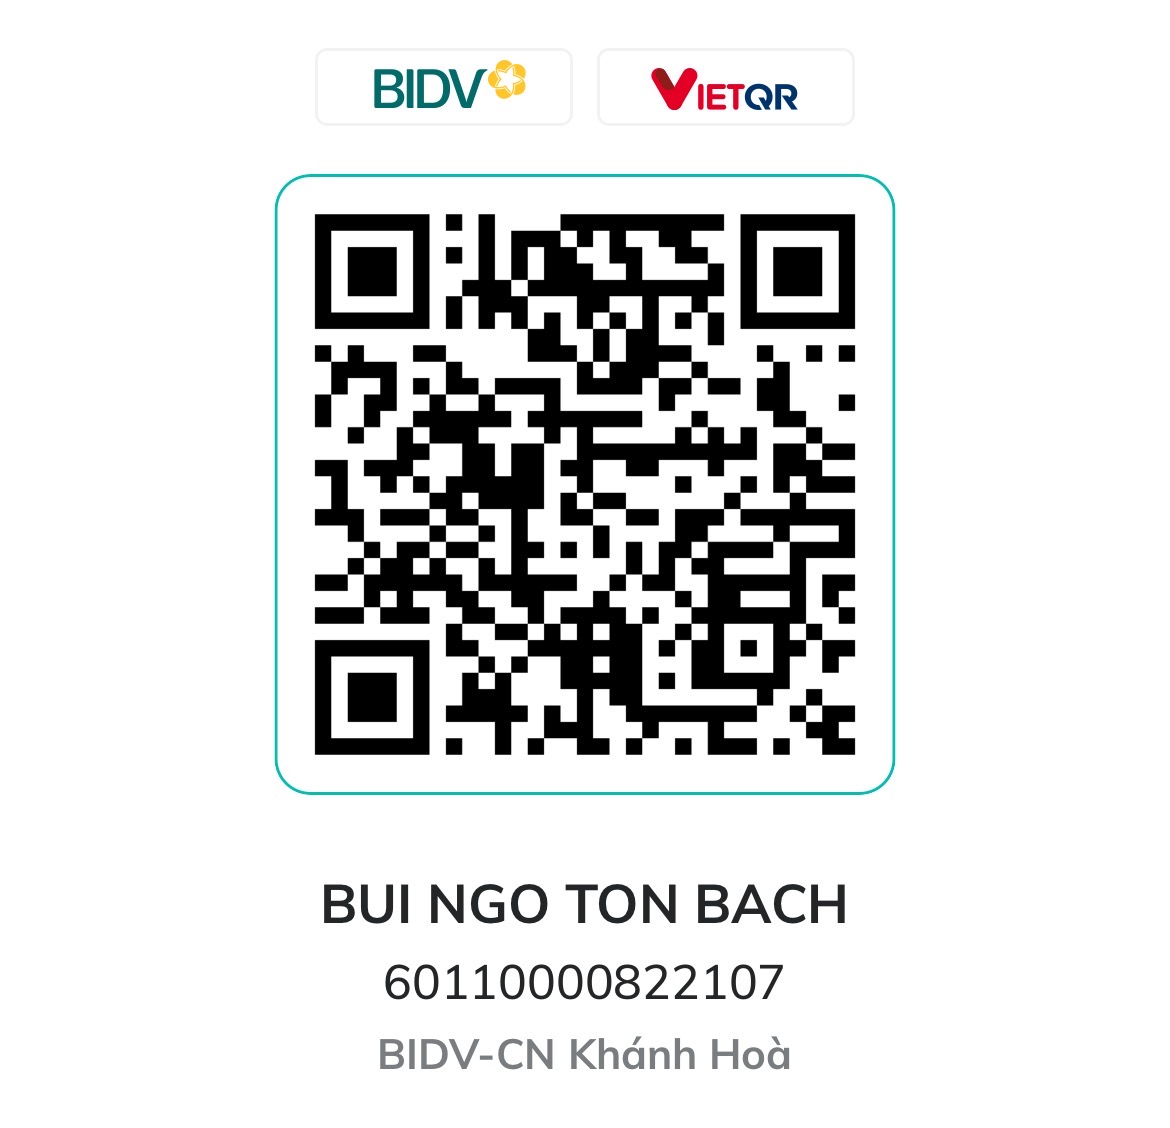 BIDV
VIETQR
BUI NGO TON BACH
60110000822107
BIDV-CN Khánh Hoà